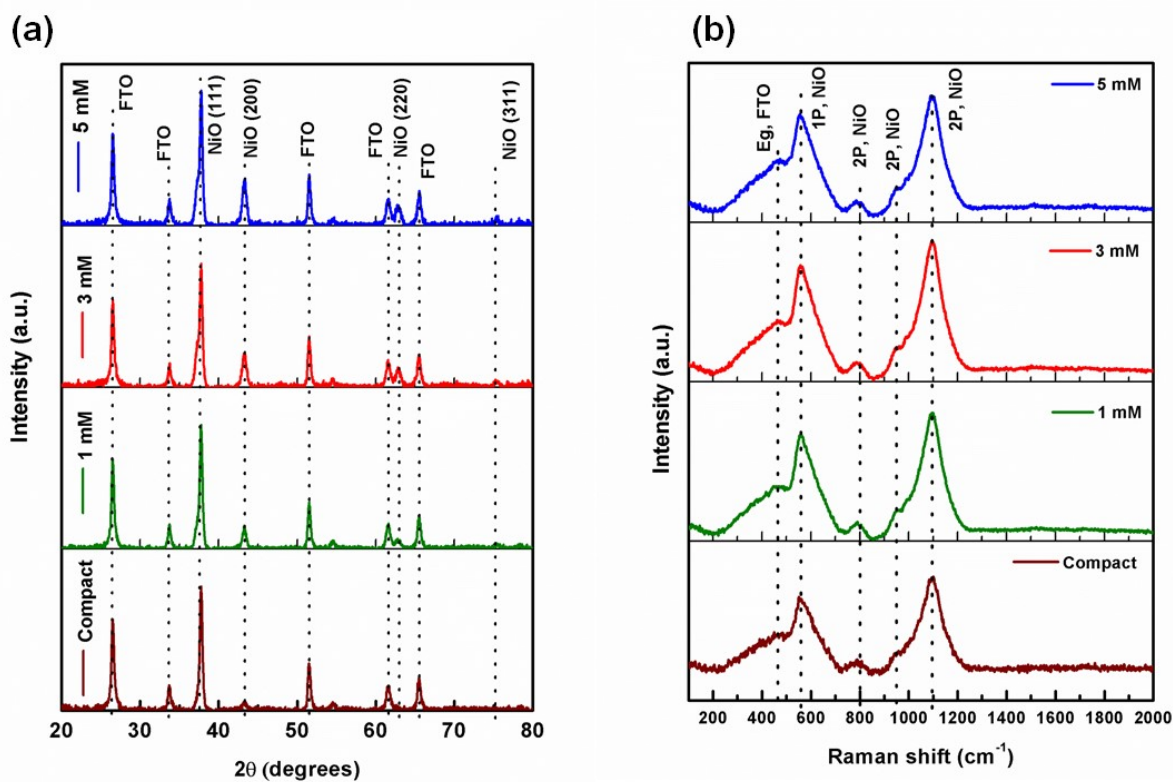 (a)
5 mM
FTO
FTO
NiO (111)
NiO (200)
FTO
FTO
NiO (220)
FTO
NiO (311)
3 mM
1 mM
Compact
Intensity (a.u.)
20 30 40 50 60 70 80
2θ (degrees)
(b)
5 mM
Eg, FTO
1P, NiO
2P, NiO
2P, NiO
2P, NiO
3 mM
1 mM
Compact
Intensity (a.u.)
200 400 600 800 1000 1200 1400 1600 1800 2000
Raman shift (cm⁻¹)